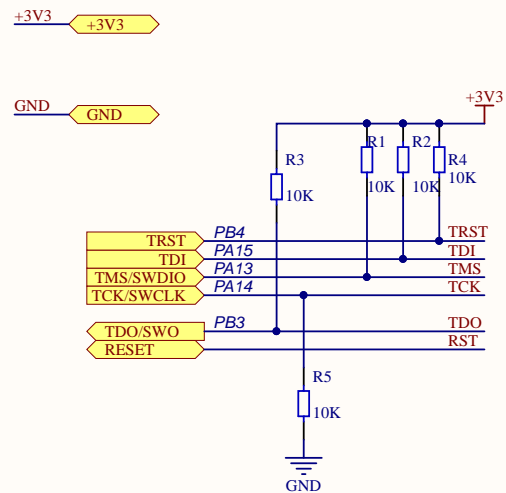 +3V3 +3V3
+3V3
GND GND
R1 R2
R3 R4
10K 10K 10K
10K
TRST PB4 TRST
TDI PA15 TDI
TMS/SWDIO PA13 TMS
TCK/SWCLK PA14 TCK
TDO/SWO PB3 TDO
RESET RST
R5
10K
GND